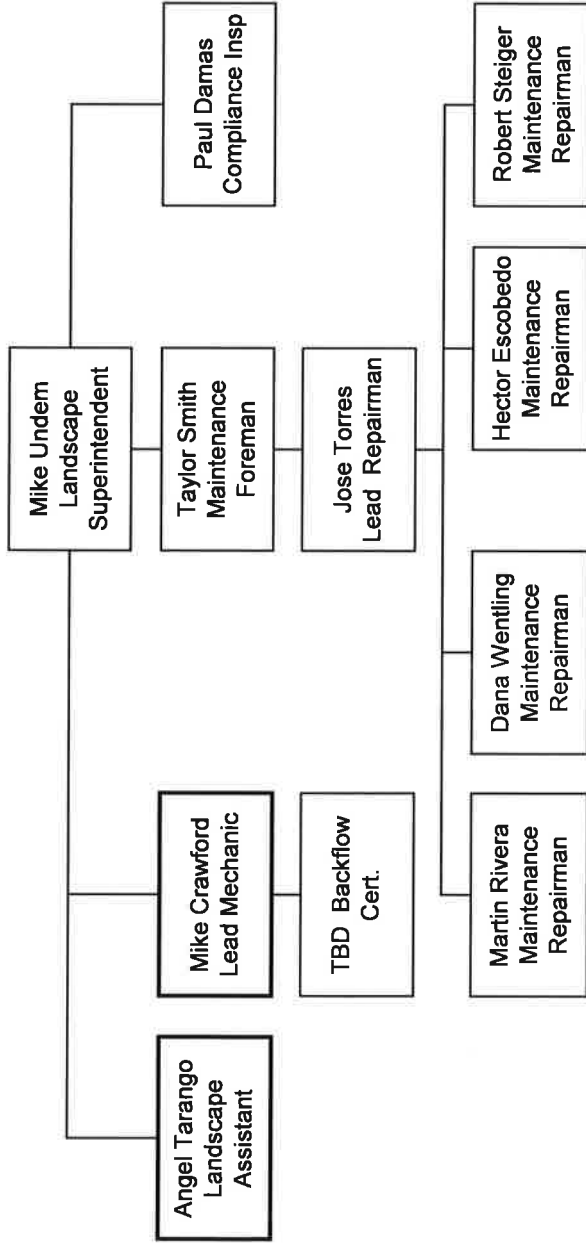 Mike Undem
Landscape
Superintendent
Angel Tarango
Landscape
Assistant
Mike Crawford
Lead Mechanic
Taylor Smith
Maintenance
Foreman
Paul Damas
Compliance Insp
TBD Backflow
Cert.
Jose Torres
Lead Repairman
Martin Rivera
Maintenance
Repairman
Dana Wentling
Maintenance
Repairman
Hector Escobedo
Maintenance
Repairman
Robert Steiger
Maintenance
Repairman